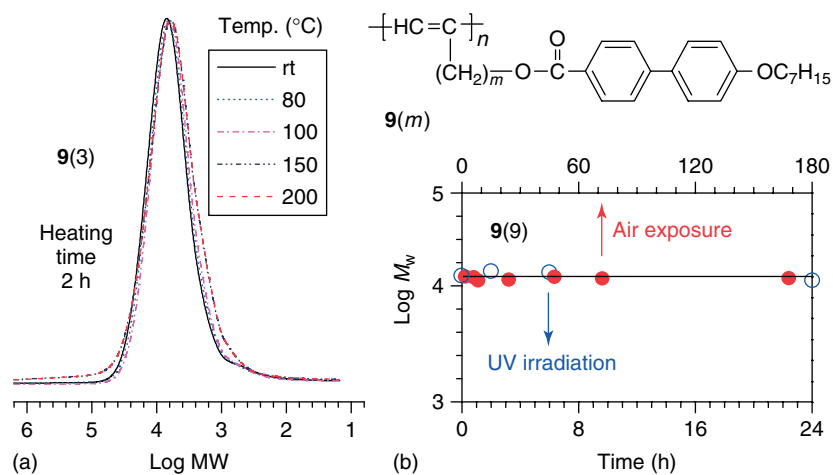 Temp. (°C)
rt
80
100
150
200
9(3)
Heating
time
2 h
6 5 4 3 2 1
Log MW
(a)
HC=C n
(CH2)m O C O
OC7H15
9(m)
0 60 120 180
5
4
3
Log Mw
9(9)
Air exposure
UV irradiation
0 8 16 24
Time (h)
(b)